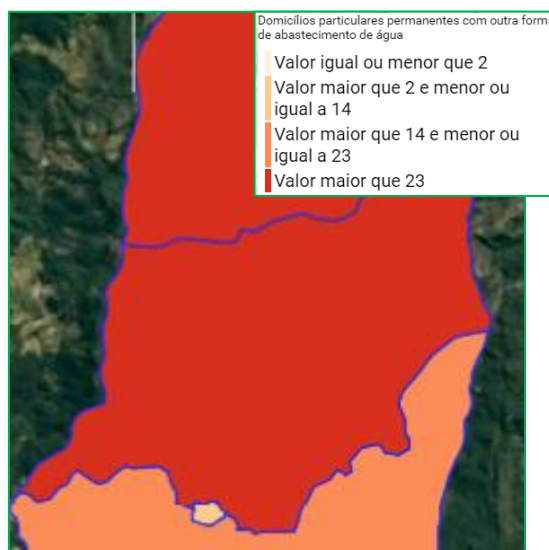 Domicílios particulares permanentes com outra forma
de abastecimento de água
Valor igual ou menor que 2
Valor maior que 2 e menor ou
igual a 14
Valor maior que 14 e menor ou
igual a 23
Valor maior que 23